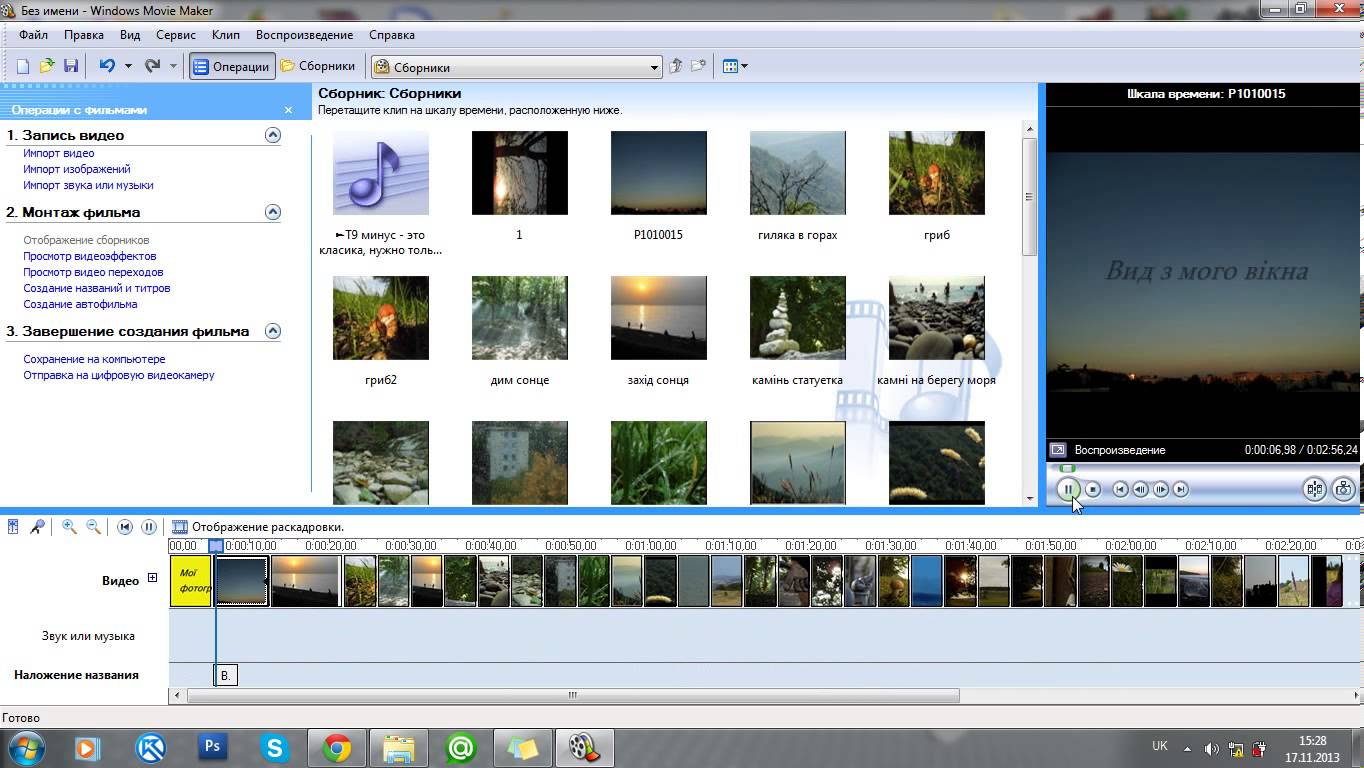 Без имени - Windows Movie Maker
Файл Правка Вид Сервис Клип Воспроизведение Справка
Операции Сборники Сборники
Операции с фильмами
1. Запись видео
Импорт видео
Импорт изображений
Импорт звука или музыки
2. Монтаж фильма
Отображение сборников
Просмотр видеоэффектов
Просмотр видео переходов
Создание названий и титров
Создание автофильма
3. Завершение создания фильма
Сохранение на компьютере
Отправка на цифровую видеокамеру
Сборник: Сборники
Перетащите клип на шкалу времени, расположенную ниже.
►Т9 минус - это
класика, нужно толь...
1
P1010015
гиляка в горах
гриб
гриб2
дим сонце
захід сонця
камінь статуетка
камні на берегу моря
Шкала времени: P1010015
Вид з мого вікна
Воспроизведение 0:00:06,98 / 0:02:56,24
Отображение раскадровки.
00,00 0:00:10,00 0:00:20,00 0:00:30,00 0:00:40,00 0:00:50,00 0:01:00,00 0:01:10,00 0:01:20,00 0:01:30,00 0:01:40,00 0:01:50,00 0:02:00,00 0:02:10,00 0:02:20,00
Видео
Мої
фотогр
Звук или музыка
Наложение названия
В.
Готово
Ps
UK
15:28
17.11.2013